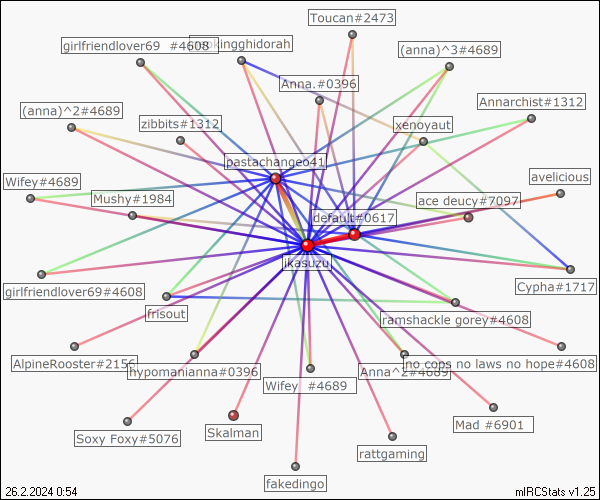 Toucan#2473
girlfriendlover69 #4608
kingghidorah
(anna)^3#4689
Anna.#0396
(anna)^2#4689
Annarchist#1312
zibbits#1312
xenoyaut
pastachangeo41
avelicious
Wifey#4689
Mushy#1984
ace deucy#7097
default#0617
jkasuzu
girlfriendlover69#4608
Cypha#1717
frisout
ramshackle gorey#4608
AlpineRooster#2156
hypomanianna#0396
Anna^2#4689
no cops no laws no hope#4608
Wifey #4689
Soxy Foxy#5076
Skalman
Mad #6901
rattgaming
fakedingo
26.2.2024 0:54
mIRCStats v1.25